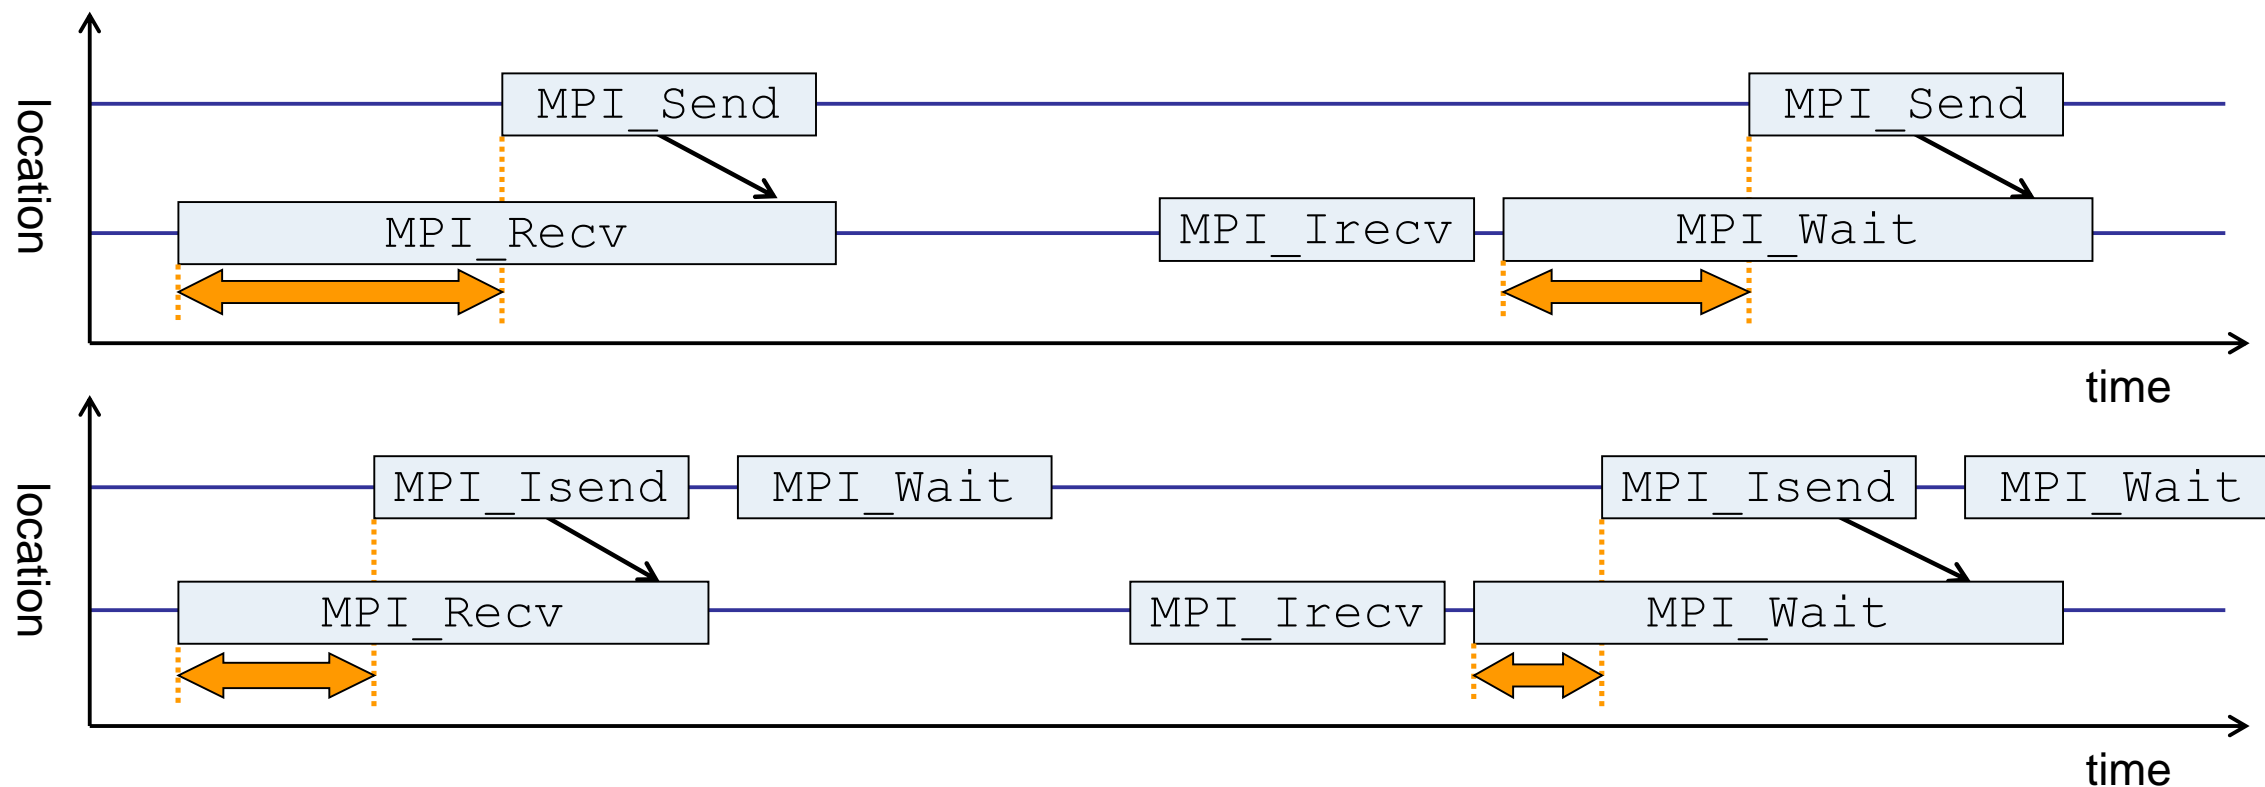 location
MPI_Send
MPI_Send
MPI_Recv
MPI_Irecv
MPI_Wait
time
location
MPI_Isend
MPI_Wait
MPI_Isend
MPI_Wait
MPI_Recv
MPI_Irecv
MPI_Wait
time